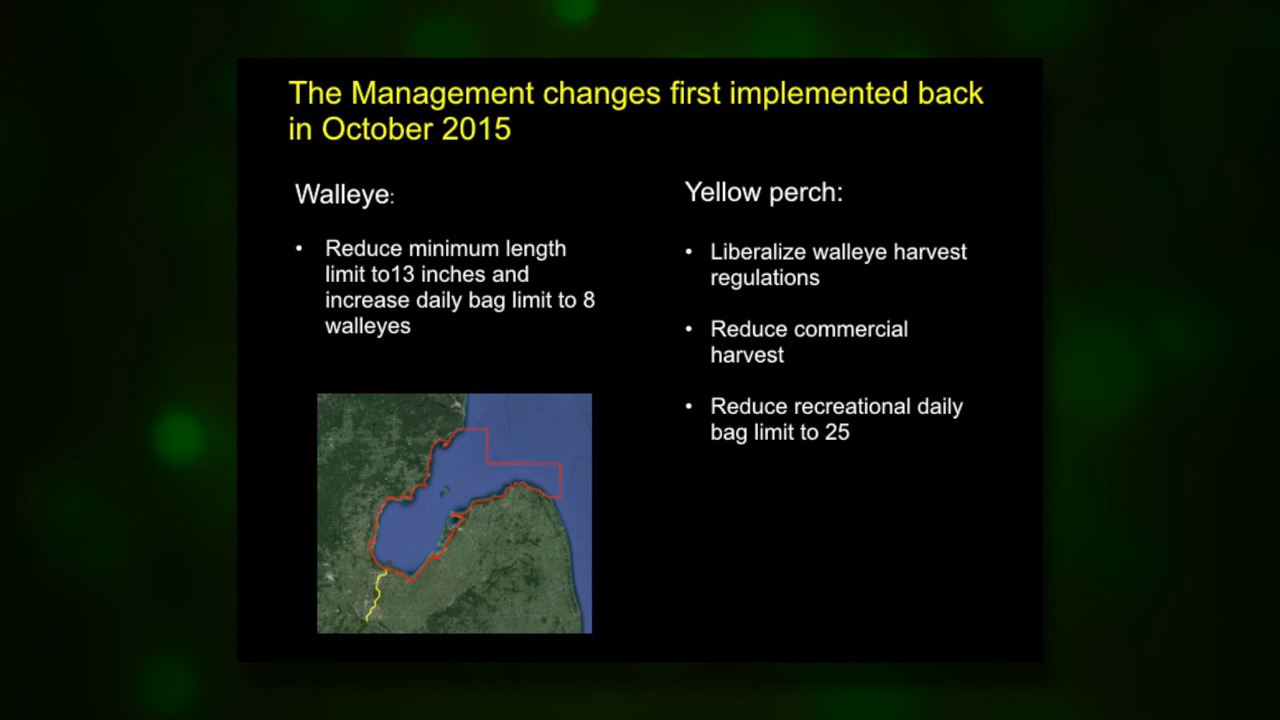 The Management changes first implemented back
in October 2015
Walleye:
• Reduce minimum length
limit to13 inches and
increase daily bag limit to 8
walleyes
Yellow perch:
• Liberalize walleye harvest
regulations
• Reduce commercial
harvest
• Reduce recreational daily
bag limit to 25